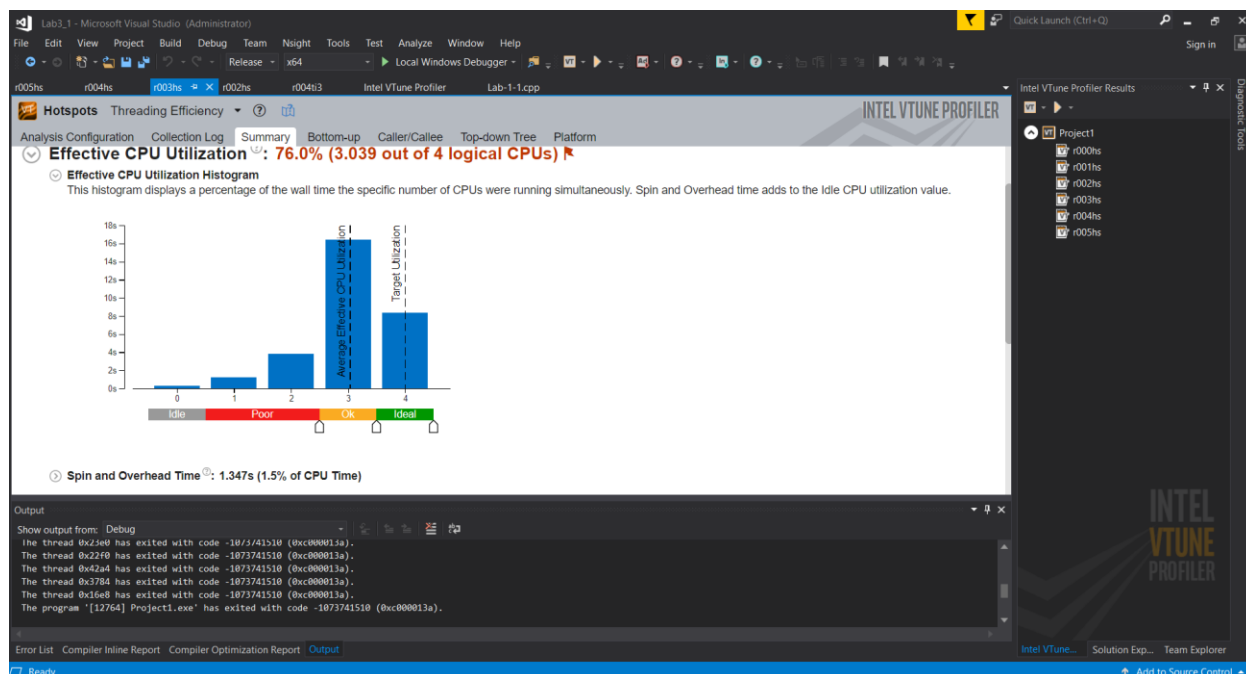 Lab3_1 - Microsoft Visual Studio (Administrator)
Quick Launch (Ctrl+Q)
File Edit View Project Build Debug Team Nsight Tools Test Analyze Window Help
Sign in
Release x64 Local Windows Debugger
r005hs r004hs r003hs r002hs r004ti3 Intel VTune Profiler Lab-1-1.cpp
Intel VTune Profiler Results
Diagnostic Tools
Hotspots Threading Efficiency
INTEL VTUNE PROFILER
Analysis Configuration Collection Log Summary Bottom-up Caller/Callee Top-down Tree Platform
Project1
r000hs
r001hs
r002hs
r003hs
r004hs
r005hs
Effective CPU Utilization : 76.0% (3.039 out of 4 logical CPUs)
Effective CPU Utilization Histogram
This histogram displays a percentage of the wall time the specific number of CPUs were running simultaneously. Spin and Overhead time adds to the Idle CPU utilization value.
18s
16s
14s
12s
10s
8s
6s
4s
2s
0s
Average Effective CPU Utilization
Target Utilization
0 1 2 3 4
Idle Poor Ok Ideal
Spin and Overhead Time : 1.347s (1.5% of CPU Time)
Output
Show output from: Debug
The thread 0x23e0 has exited with code -1073741510 (0xc000013a).
The thread 0x22f0 has exited with code -1073741510 (0xc000013a).
The thread 0x42a4 has exited with code -1073741510 (0xc000013a).
The thread 0x3784 has exited with code -1073741510 (0xc000013a).
The thread 0x16e8 has exited with code -1073741510 (0xc000013a).
The program '[12764] Project1.exe' has exited with code -1073741510 (0xc000013a).
INTEL
VTUNE
PROFILER
Error List Compiler Inline Report Compiler Optimization Report Output
Intel VTune... Solution Exp... Team Explorer
Ready
Add to Source Control